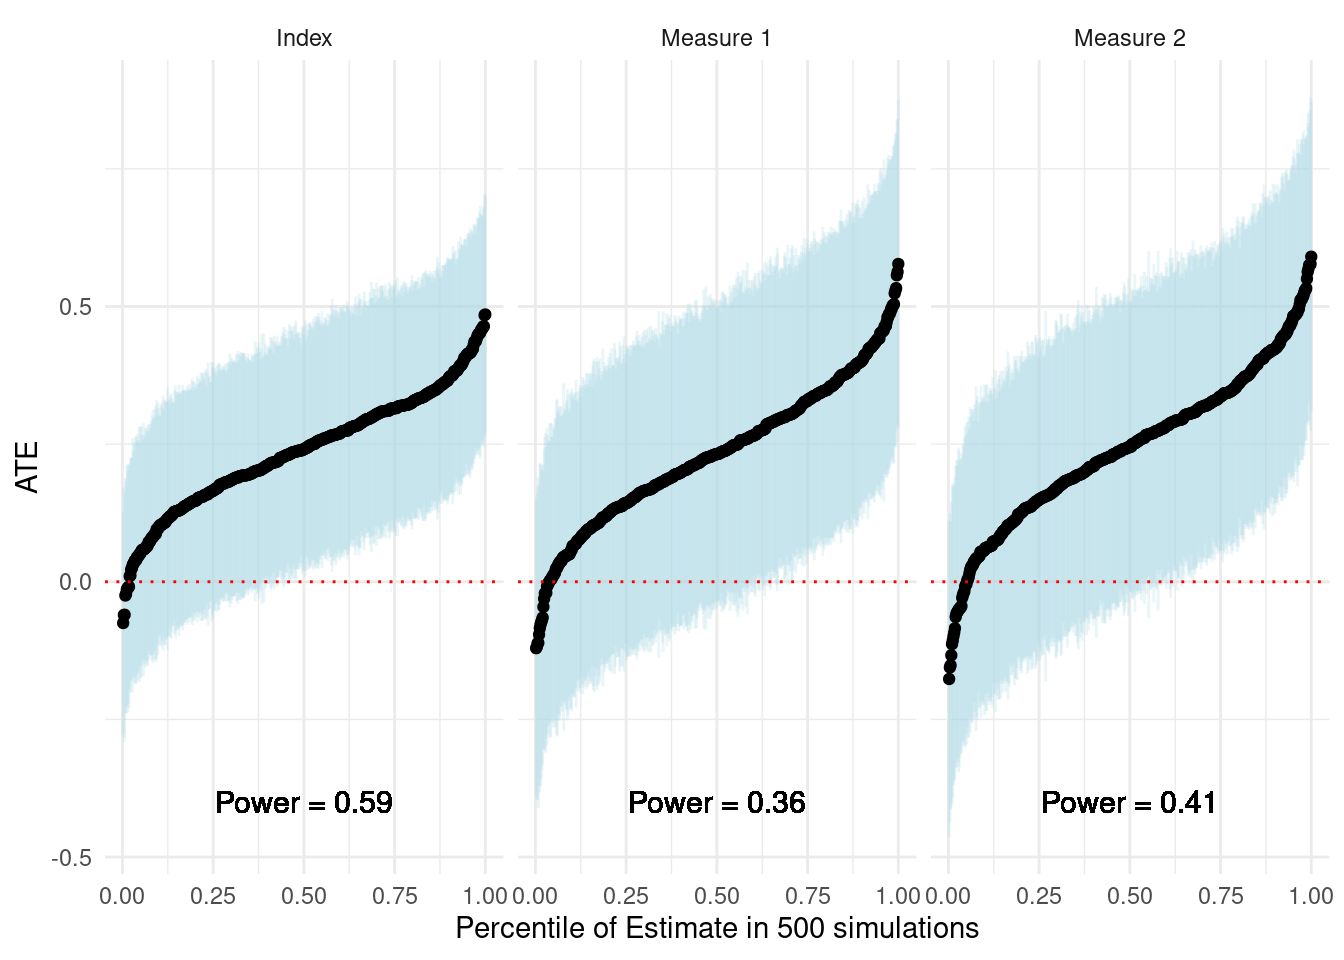 Index Measure 1 Measure 2
ATE
0.5
0.0
-0.5
Power = 0.59 Power = 0.36 Power = 0.41
0.00 0.25 0.50 0.75 1.00 0.00 0.25 0.50 0.75 1.00 0.00 0.25 0.50 0.75 1.00
Percentile of Estimate in 500 simulations